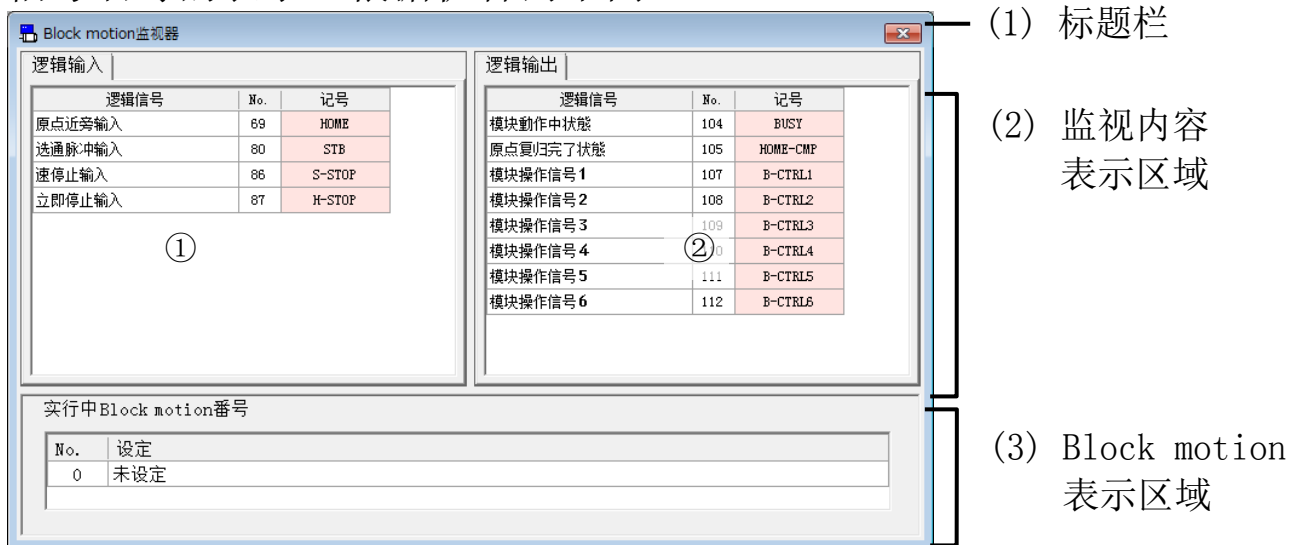 Block motion监视器
(1) 标题栏
逻辑输入
逻辑信号 No. 记号
原点近旁输入 69 HOME
选通脉冲输入 80 STB
速停止输入 86 S-STOP
立即停止输入 87 H-STOP
①
逻辑输出
逻辑信号 No. 记号
模块動作中状態 104 BUSY
原点复归完了状態 105 HOME-CMP
模块操作信号1 107 B-CTRL1
模块操作信号2 108 B-CTRL2
模块操作信号3 109 B-CTRL3
模块操作信号4 ②0 B-CTRL4
模块操作信号5 111 B-CTRL5
模块操作信号6 112 B-CTRL6
(2) 监视内容
表示区域
实行中Block motion番号
No. 设定
0 未设定
(3) Block motion
表示区域